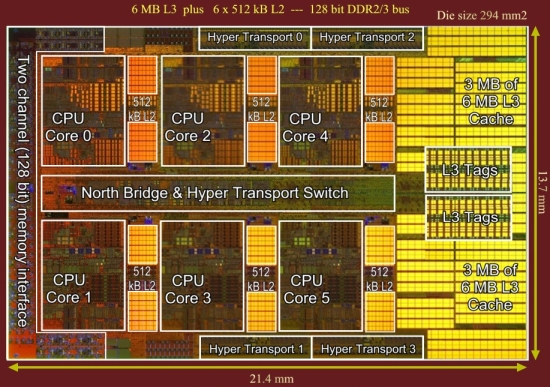 6 MB L3 plus 6 x 512 kB L2 --- 128 bit DDR2/3 bus
Die size 294 mm2
Two channel (128 bit) memory interface
Hyper Transport 0
Hyper Transport 2
CPU
Core 0
512
kB L2
CPU
Core 2
512
kB L2
CPU
Core 4
512
kB L2
3 MB of
6 MB L3
Cache
L3 Tags
North Bridge & Hyper Transport Switch
L3 Tags
13.7 mm
CPU
Core 1
512
kB L2
CPU
Core 3
512
kB L2
CPU
Core 5
512
kB L2
3 MB of
6 MB L3
Cache
Hyper Transport 1
Hyper Transport 3
21.4 mm